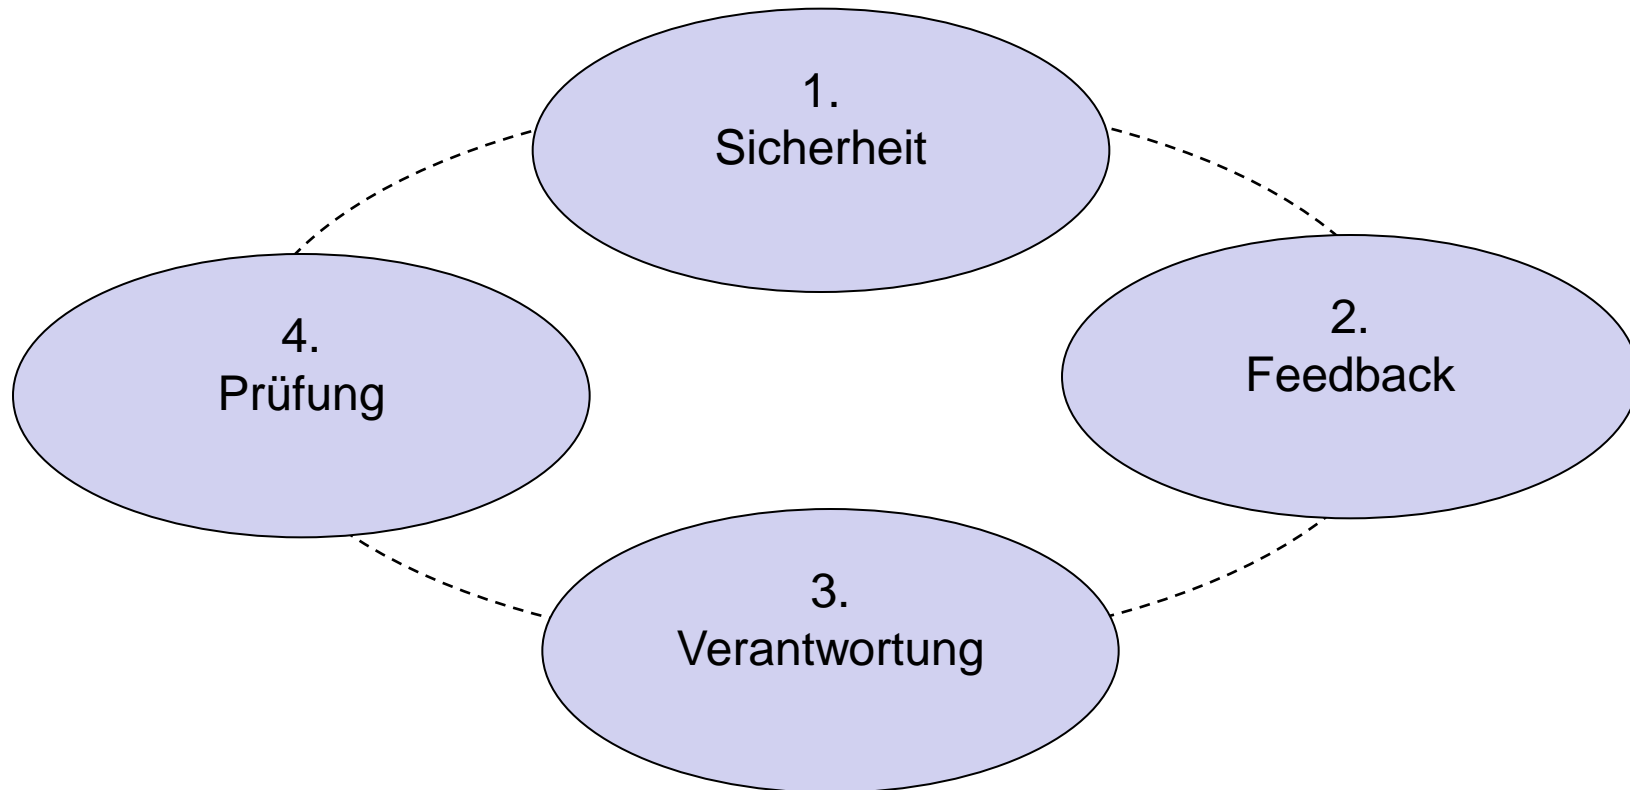 1.
Sicherheit
2.
Feedback
3.
Verantwortung
4.
Prüfung